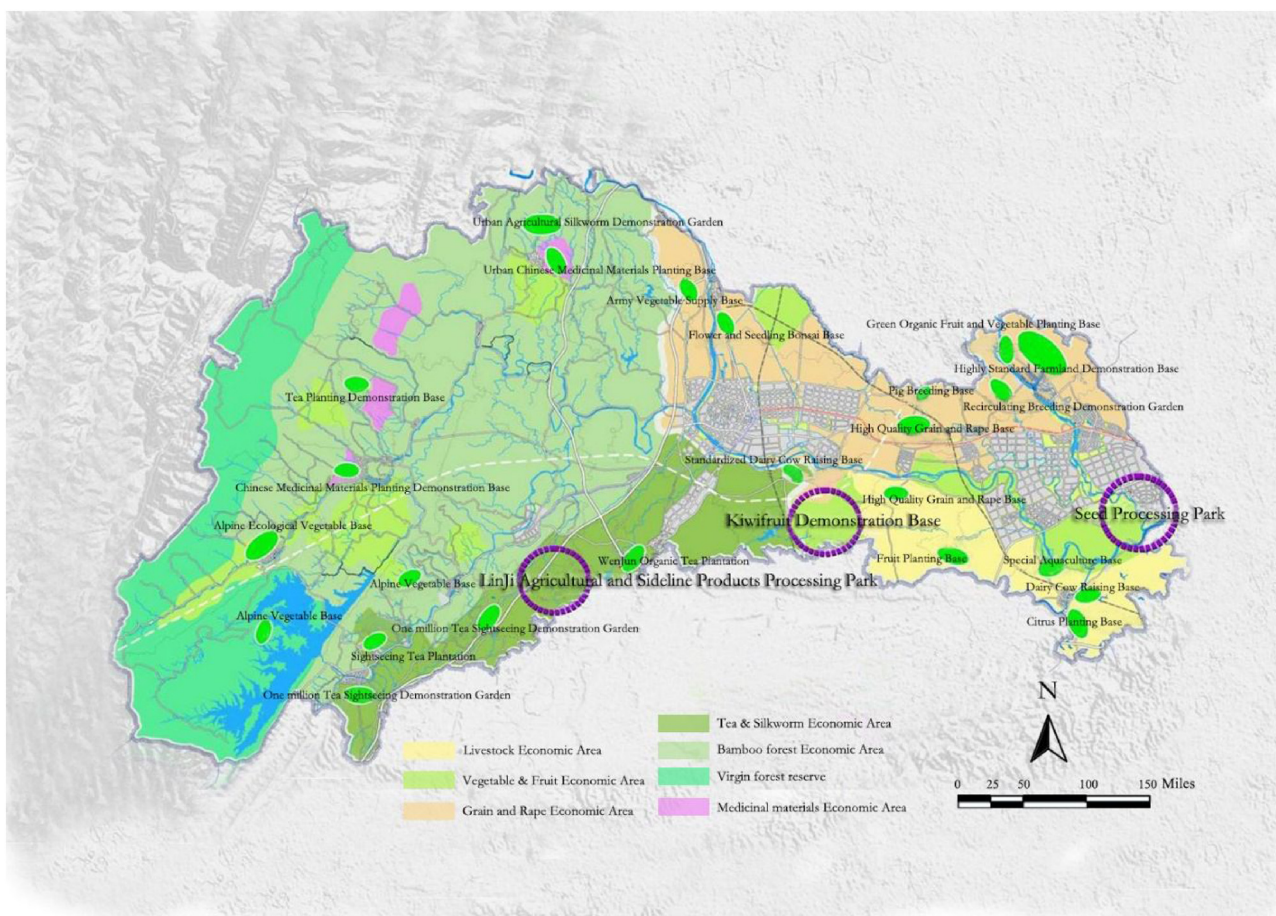 Urban Agricultural Silkworm Demonstration Garden
Urban Chinese Medicinal Materials Planting Base
Army Vegetable Supply Base
Flower and Seedling Bonsai Base
Green Organic Fruit and Vegetable Planting Base
Highly Standard Farmland Demonstration Base
Tea Planting Demonstration Base
Pig Breeding Base
Recirculating Breeding Demonstration Garden
High Quality Grain and Rape Base
Standardized Dairy Cow Raising Base
Chinese Medicinal Materials Planting Demonstration Base
High Quality Grain and Rape Base
Seed Processing Park
Kiwifruit Demonstration Base
Alpine Ecological Vegetable Base
WenJun Organic Tea Plantation
Fruit Planting Base
Special Aquaculture Base
Alpine Vegetable Base
LinJi Agricultural and Sideline Products Processing Park
Dairy Cow Raising Base
Alpine Vegetable Base
Citrus Planting Base
One million Tea Sightseeing Demonstration Garden
Sightseeing Tea Plantation
One million Tea Sightseeing Demonstration Garden
N
Tea & Silkworm Economic Area
Livestock Economic Area
Bamboo forest Economic Area
Vegetable & Fruit Economic Area
Virgin forest reserve
Grain and Rape Economic Area
Medicinal materials Economic Area
0 25 50 100 150 Miles